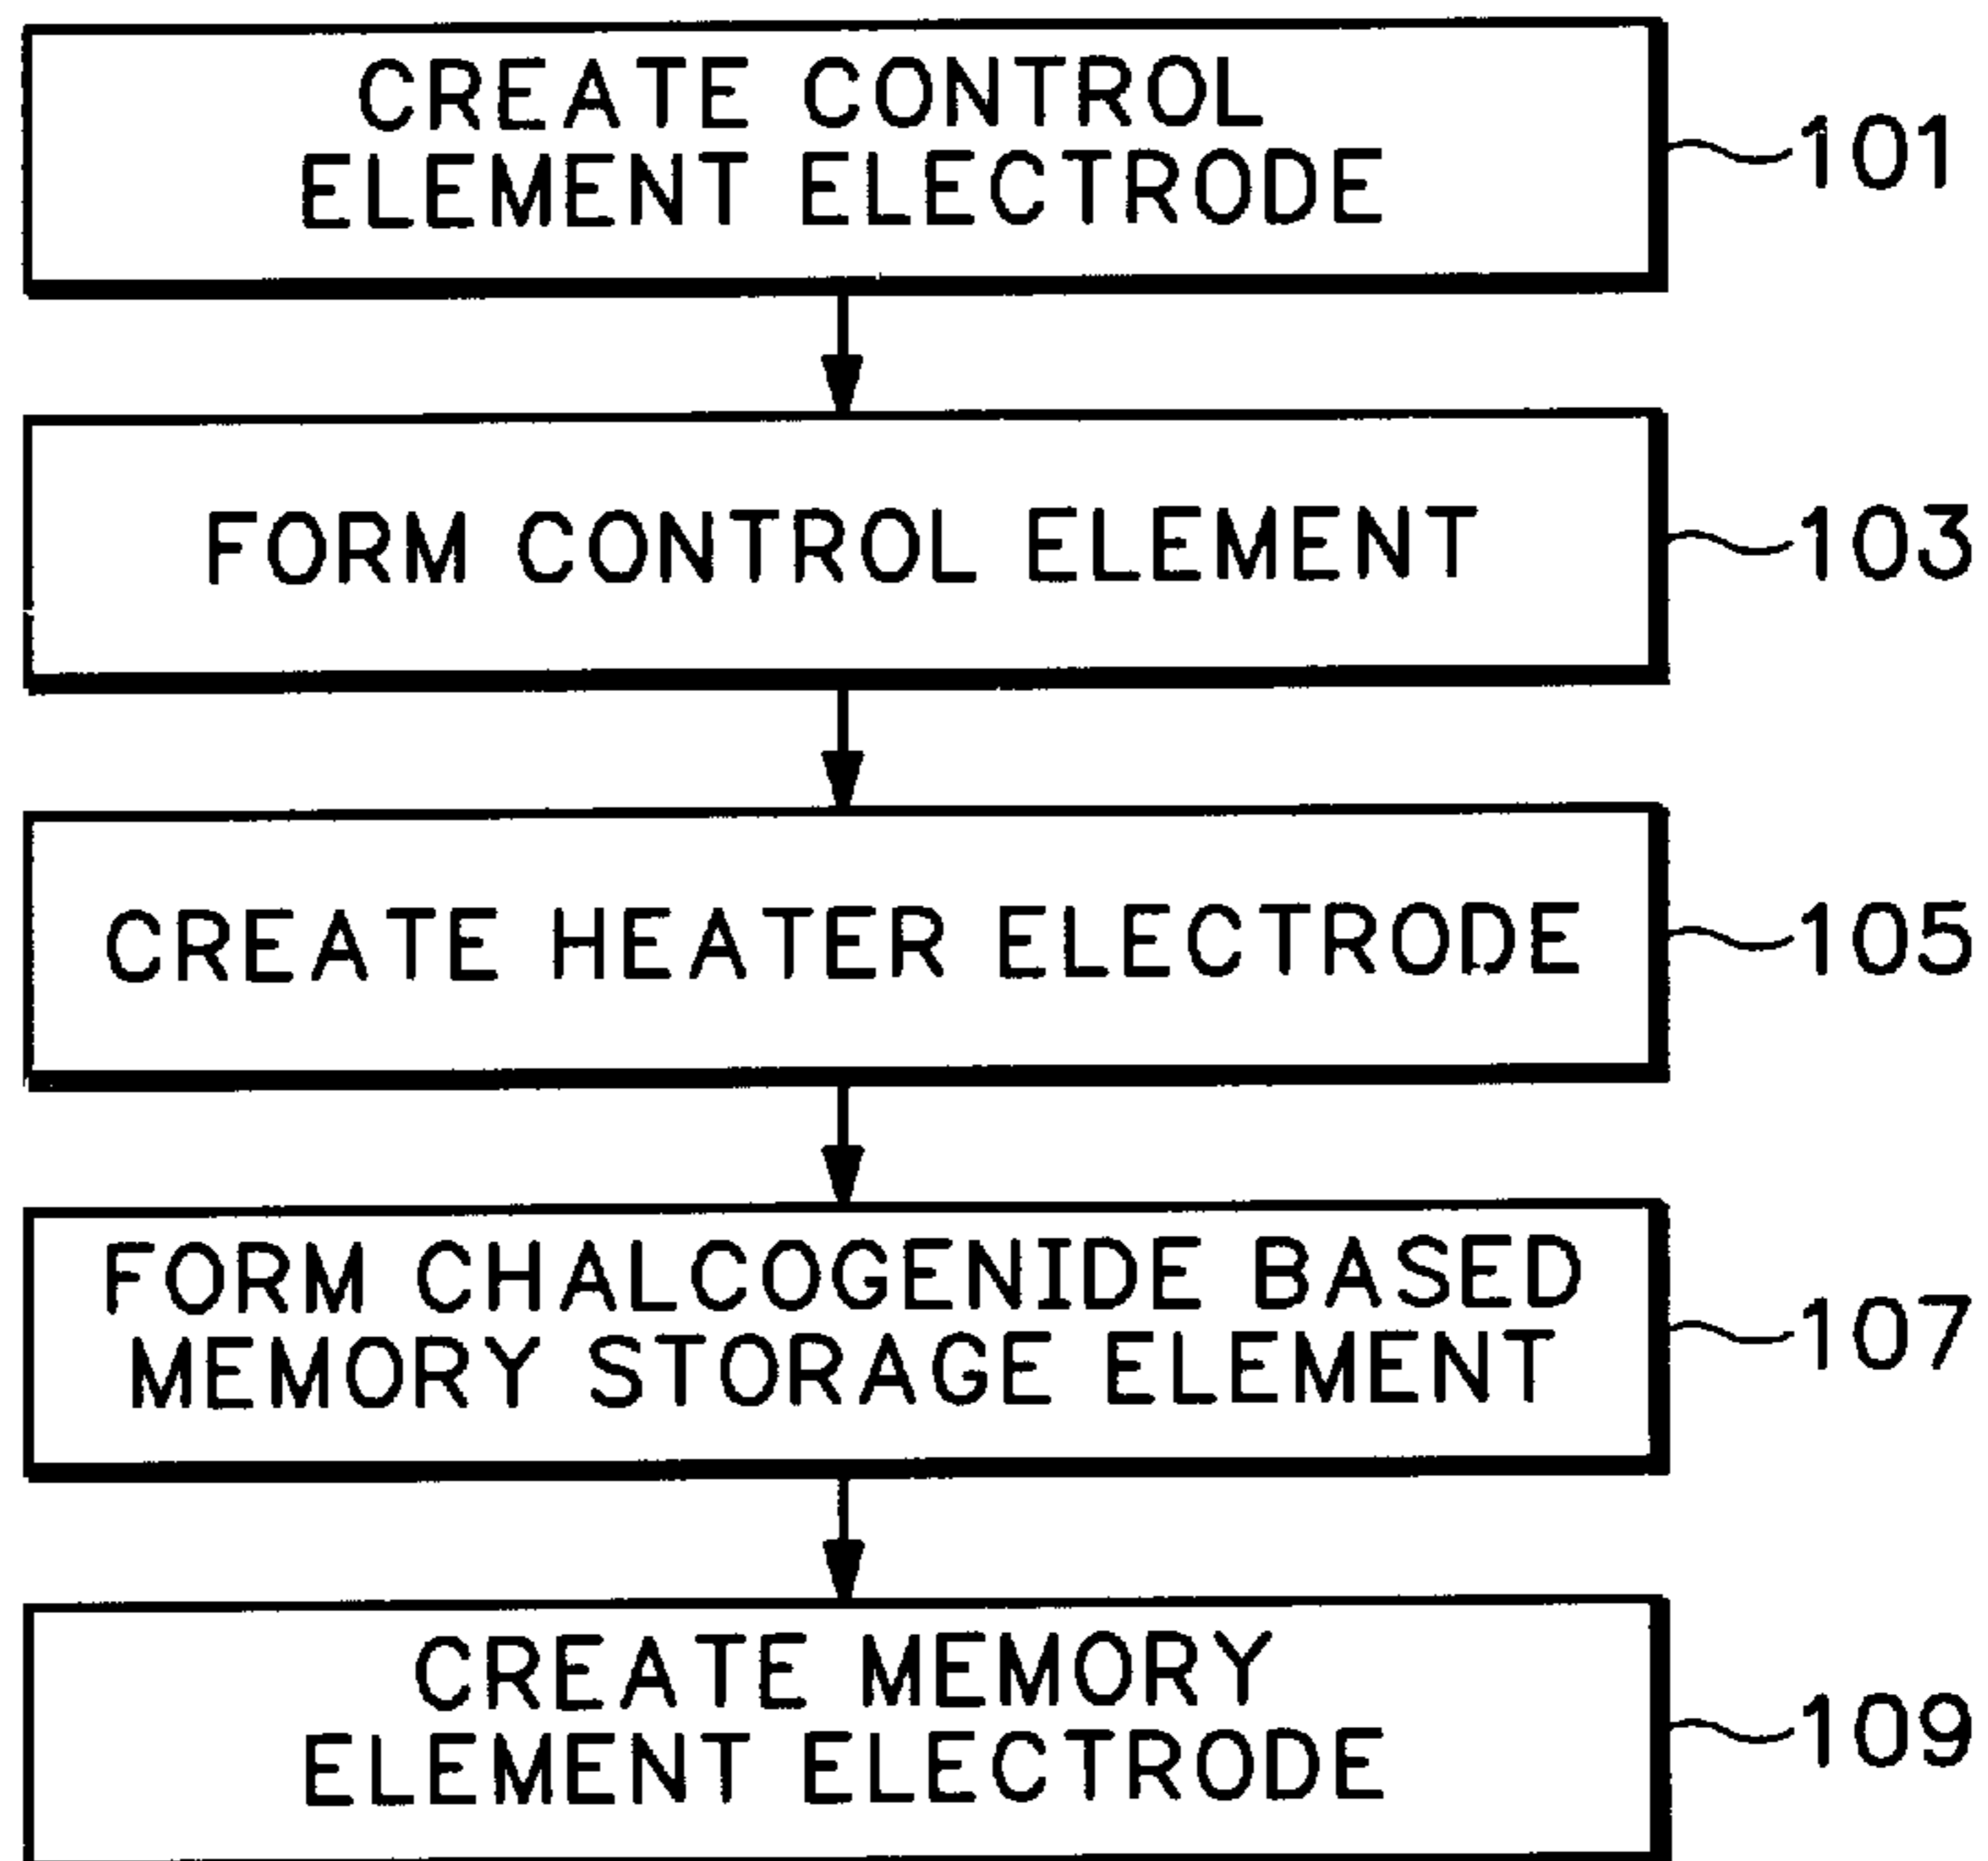 CREATE CONTROL
ELEMENT ELECTRODE
101
FORM CONTROL ELEMENT
103
CREATE HEATER ELECTRODE
105
FORM CHALCOGENIDE BASED
MEMORY STORAGE ELEMENT
107
CREATE MEMORY
ELEMENT ELECTRODE
109